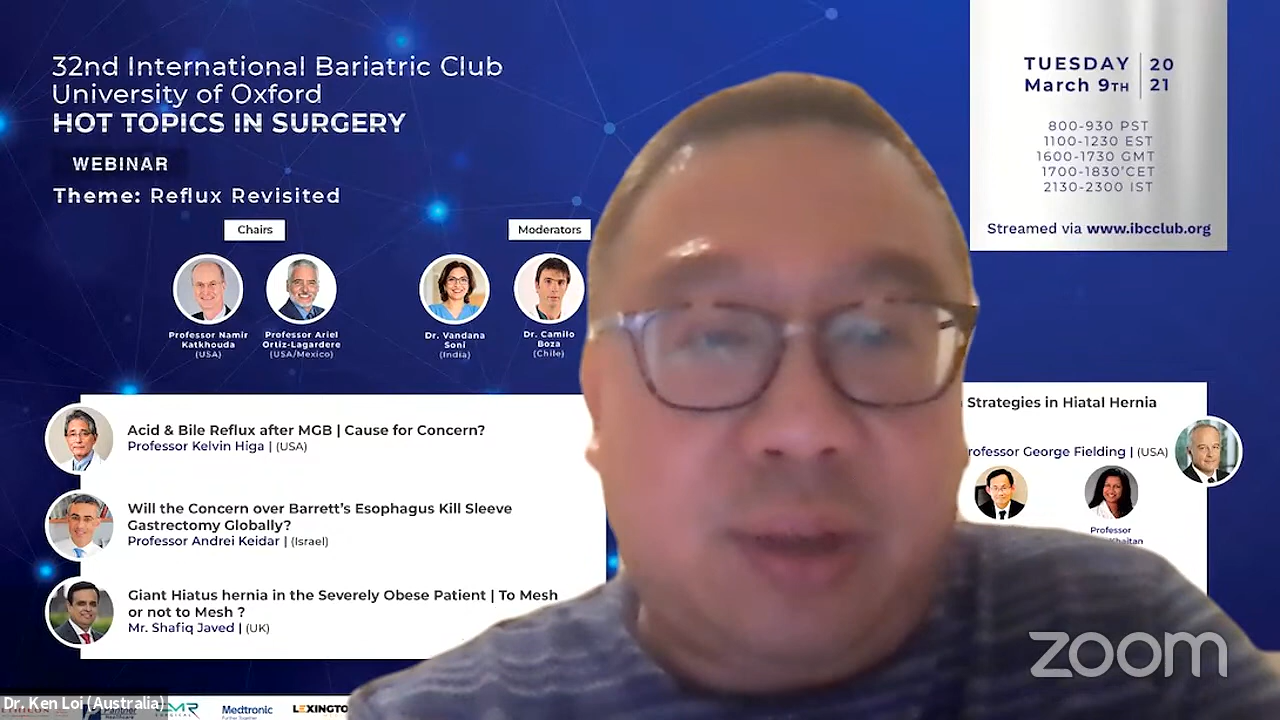 32nd International Bariatric Club
University of Oxford
HOT TOPICS IN SURGERY
WEBINAR
Theme: Reflux Revisited
Chairs
Moderators
Professor Namir
Katkhouda
(USA)
Professor Ariel
Ortiz-Lagardere
(USA/Mexico)
Dr. Vandana
Soni
(India)
Dr. Camilo
Boza
(Chile)
TUESDAY
March 9TH
20
21
800-930 PST
1100-1230 EST
1600-1730 GMT
1700-1830'CET
2130-2300 IST
Streamed via www.ibcclub.org
Acid & Bile Reflux after MGB | Cause for Concern?
Professor Kelvin Higa | (USA)
Will the Concern over Barrett's Esophagus Kill Sleeve
Gastrectomy Globally?
Professor Andrei Keidar | (Israel)
Giant Hiatus hernia in the Severely Obese Patient | To Mesh
or not to Mesh ?
Mr. Shafiq Javed | (UK)
Strategies in Hiatal Hernia
rofessor George Fielding | (USA)
Professor
zoom
Dr. Ken Loi (Australia)
Medtronic
Further Together
LEXINGTO